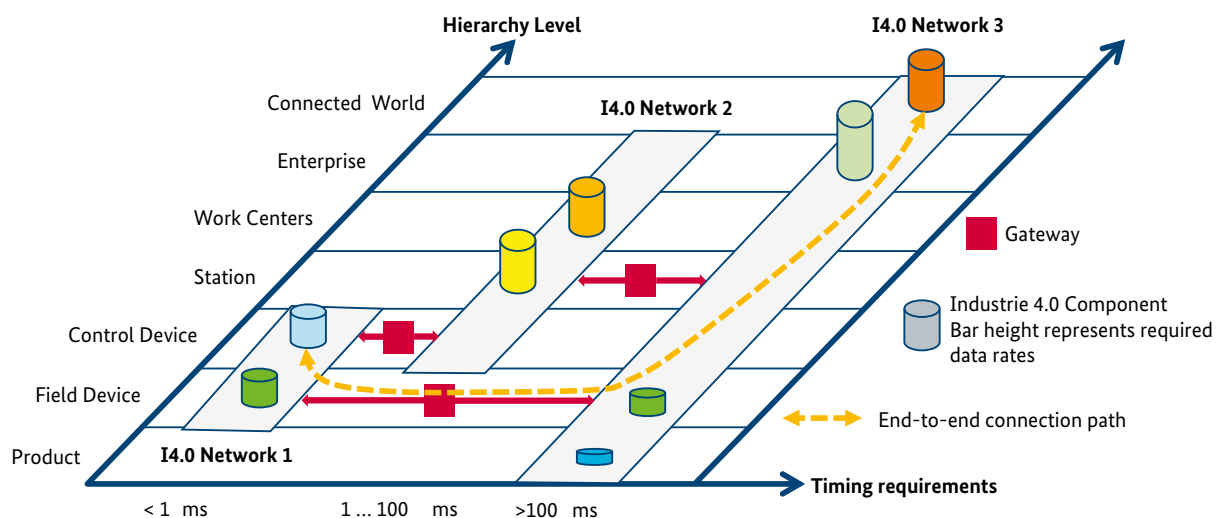 Hierarchy Level
I4.0 Network 3
Connected World
I4.0 Network 2
Enterprise
Work Centers
Gateway
Station
Industrie 4.0 Component
Bar height represents required
data rates
Control Device
Field Device
End-to-end connection path
Product
I4.0 Network 1
Timing requirements
< 1 ms
1 ... 100 ms
>100 ms